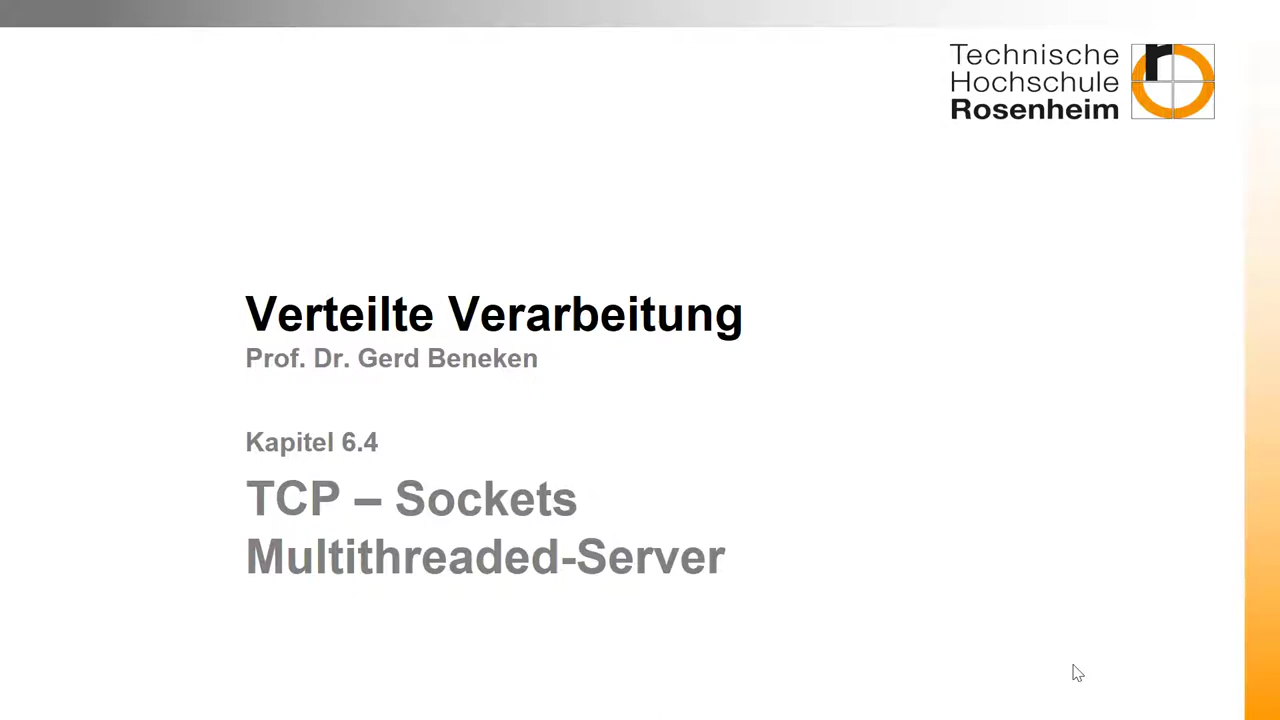 Technische
Hochschule
Rosenheim
Verteilte Verarbeitung
Prof. Dr. Gerd Beneken
Kapitel 6.4
TCP – Sockets
Multithreaded-Server